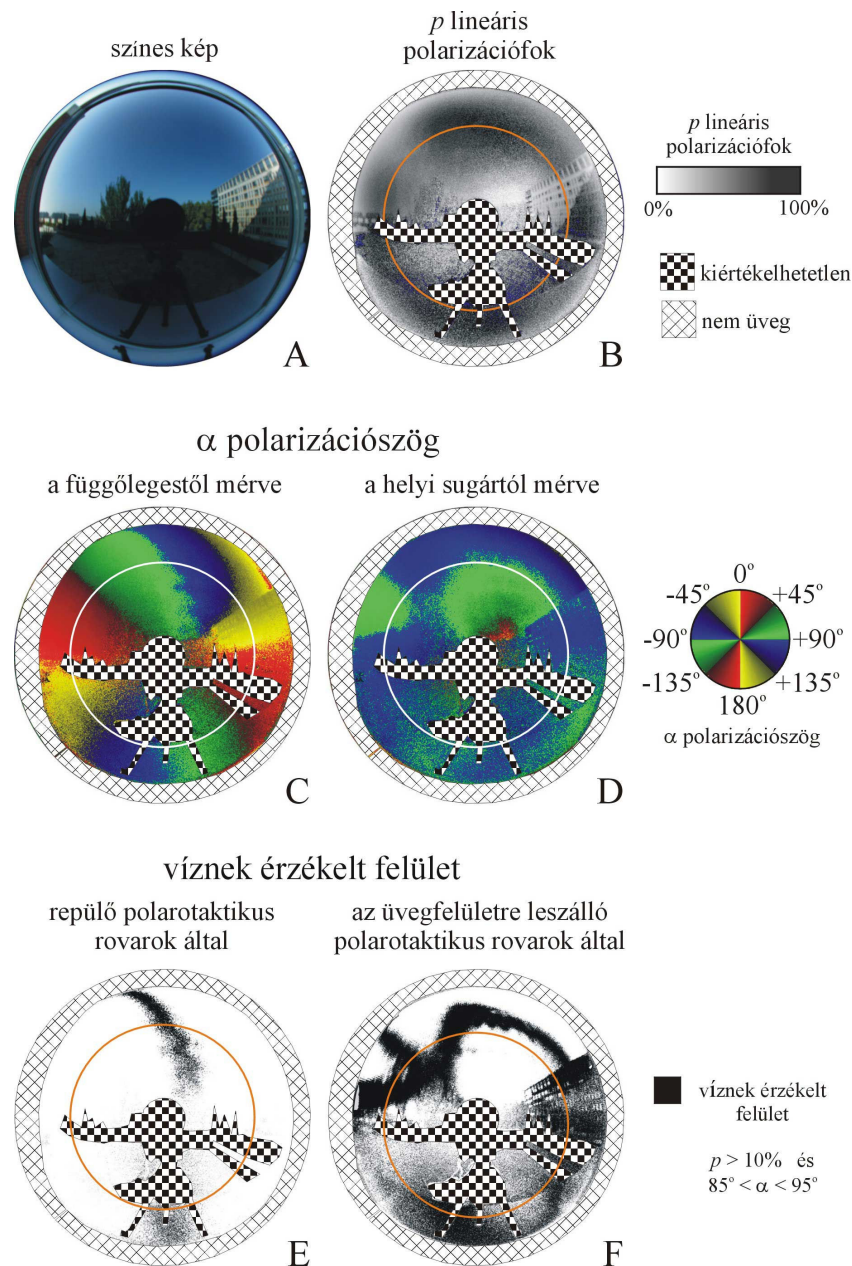 színes kép
p lineáris
polarizációfok
p lineáris
polarizációfok
0%
100%
kiértékelhetetlen
nem üveg
A
B
α polarizációszög
a függőlegestől mérve
a helyi sugártól mérve
0°
-45°
+45°
-90°
+90°
-135°
+135°
180°
α polarizációszög
C
D
víznek érzékelt felület
repülő polarotaktikus
rovarok által
az üvegfelületre leszálló
polarotaktikus rovarok által
víznek érzékelt
felület
p > 10% és
85° < α < 95°
E
F